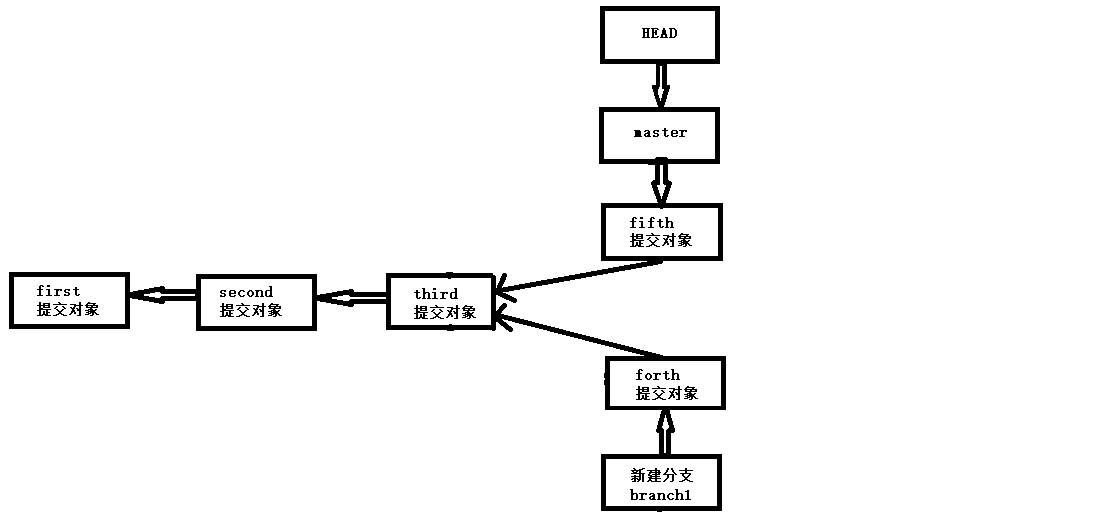 HEAD
master
fifth
提交对象
first
提交对象
second
提交对象
third
提交对象
forth
提交对象
新建分支
branch1